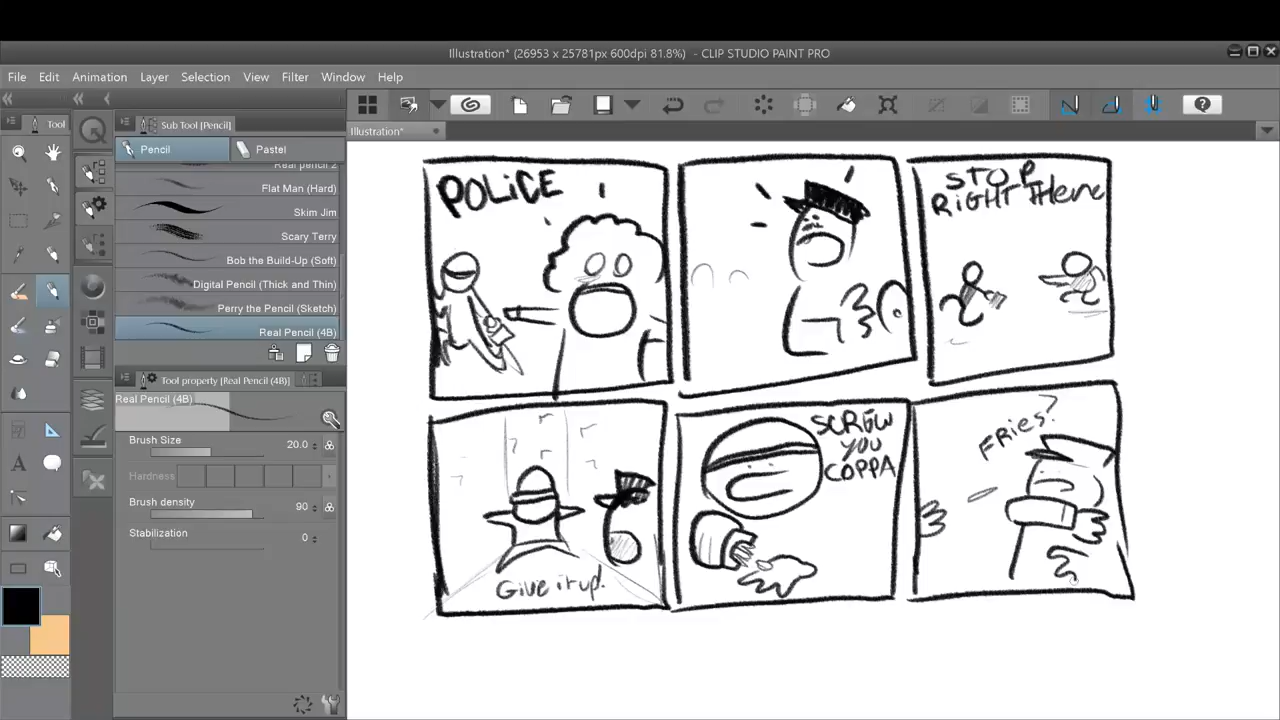 Illustration* (26953 x 25781px 600dpi 81.8%) - CLIP STUDIO PAINT PRO
File Edit Animation Layer Selection View Filter Window Help
Tool
Sub Tool [Pencil]
Illustration*
Pencil Pastel
Real pencil 2
Flat Man (Hard)
Skim Jim
Scary Terry
Bob the Build-Up (Soft)
Digital Pencil (Thick and Thin)
Perry the Pencil (Sketch)
Real Pencil (4B)
Tool property [Real Pencil (4B)]
Real Pencil (4B)
Brush Size 20.0
Hardness
Brush density 90
Stabilization 0
POLiCE
STOP
RiGHT tHere
Give it up.
SCREW
YOU
COPPA
FRies?